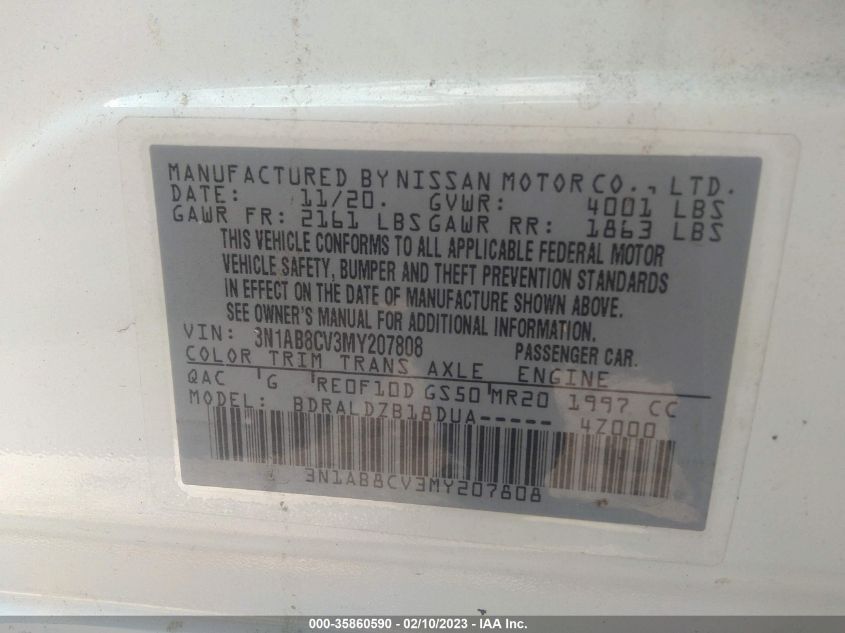 MANUFACTURED BY NISSAN MOTOR CO., LTD.
DATE: 11/20. GVWR: 4001 LBS
GAWR FR: 2161 LBS GAWR RR: 1863 LBS
THIS VEHICLE CONFORMS TO ALL APPLICABLE FEDERAL MOTOR
VEHICLE SAFETY, BUMPER AND THEFT PREVENTION STANDARDS
IN EFFECT ON THE DATE OF MANUFACTURE SHOWN ABOVE.
SEE OWNER'S MANUAL FOR ADDITIONAL INFORMATION.
VIN: 3N1AB8CV3MY207808 PASSENGER CAR.
COLOR TRIM TRANS AXLE ENGINE
QAC G RE0F10D GS50 MR20 1997 CC
MODEL: BDRALDZB18DUA----- 4Z000
3N1AB8CV3MY207808
000-35860590 - 02/10/2023 - IAA Inc.